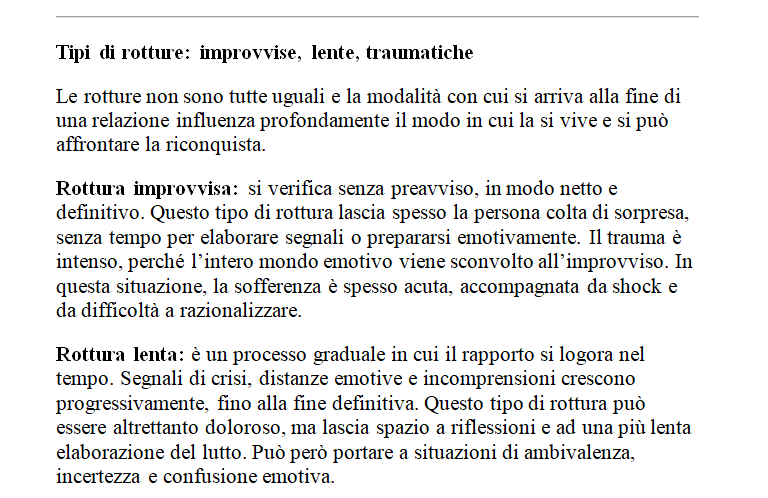 Tipi di rotture: improvvise, lente, traumatiche
Le rotture non sono tutte uguali e la modalità con cui si arriva alla fine di
una relazione influenza profondamente il modo in cui la si vive e si può
affrontare la riconquista.
Rottura improvvisa: si verifica senza preavviso, in modo netto e
definitivo. Questo tipo di rottura lascia spesso la persona colta di sorpresa,
senza tempo per elaborare segnali o prepararsi emotivamente. Il trauma è
intenso, perché l’intero mondo emotivo viene sconvolto all’improvviso. In
questa situazione, la sofferenza è spesso acuta, accompagnata da shock e
da difficoltà a razionalizzare.
Rottura lenta: è un processo graduale in cui il rapporto si logora nel
tempo. Segnali di crisi, distanze emotive e incomprensioni crescono
progressivamente, fino alla fine definitiva. Questo tipo di rottura può
essere altrettanto doloroso, ma lascia spazio a riflessioni e ad una più lenta
elaborazione del lutto. Può però portare a situazioni di ambivalenza,
incertezza e confusione emotiva.